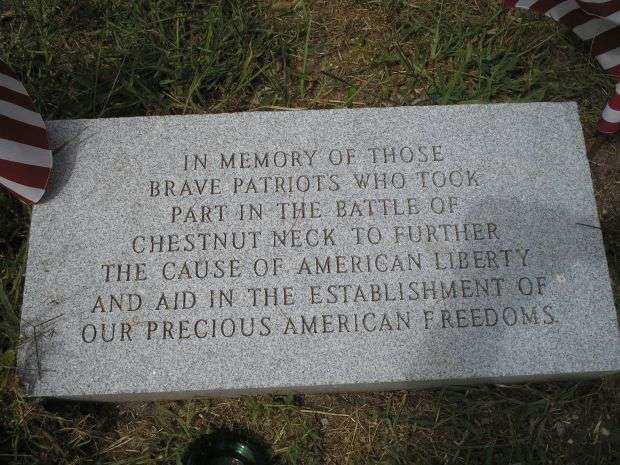 IN MEMORY OF THOSE
BRAVE PATRIOTS WHO TOOK
PART IN THE BATTLE OF
CHESTNUT NECK TO FURTHER
THE CAUSE OF AMERICAN LIBERTY
AND AID IN THE ESTABLISHMENT OF
OUR PRECIOUS AMERICAN FREEDOMS.